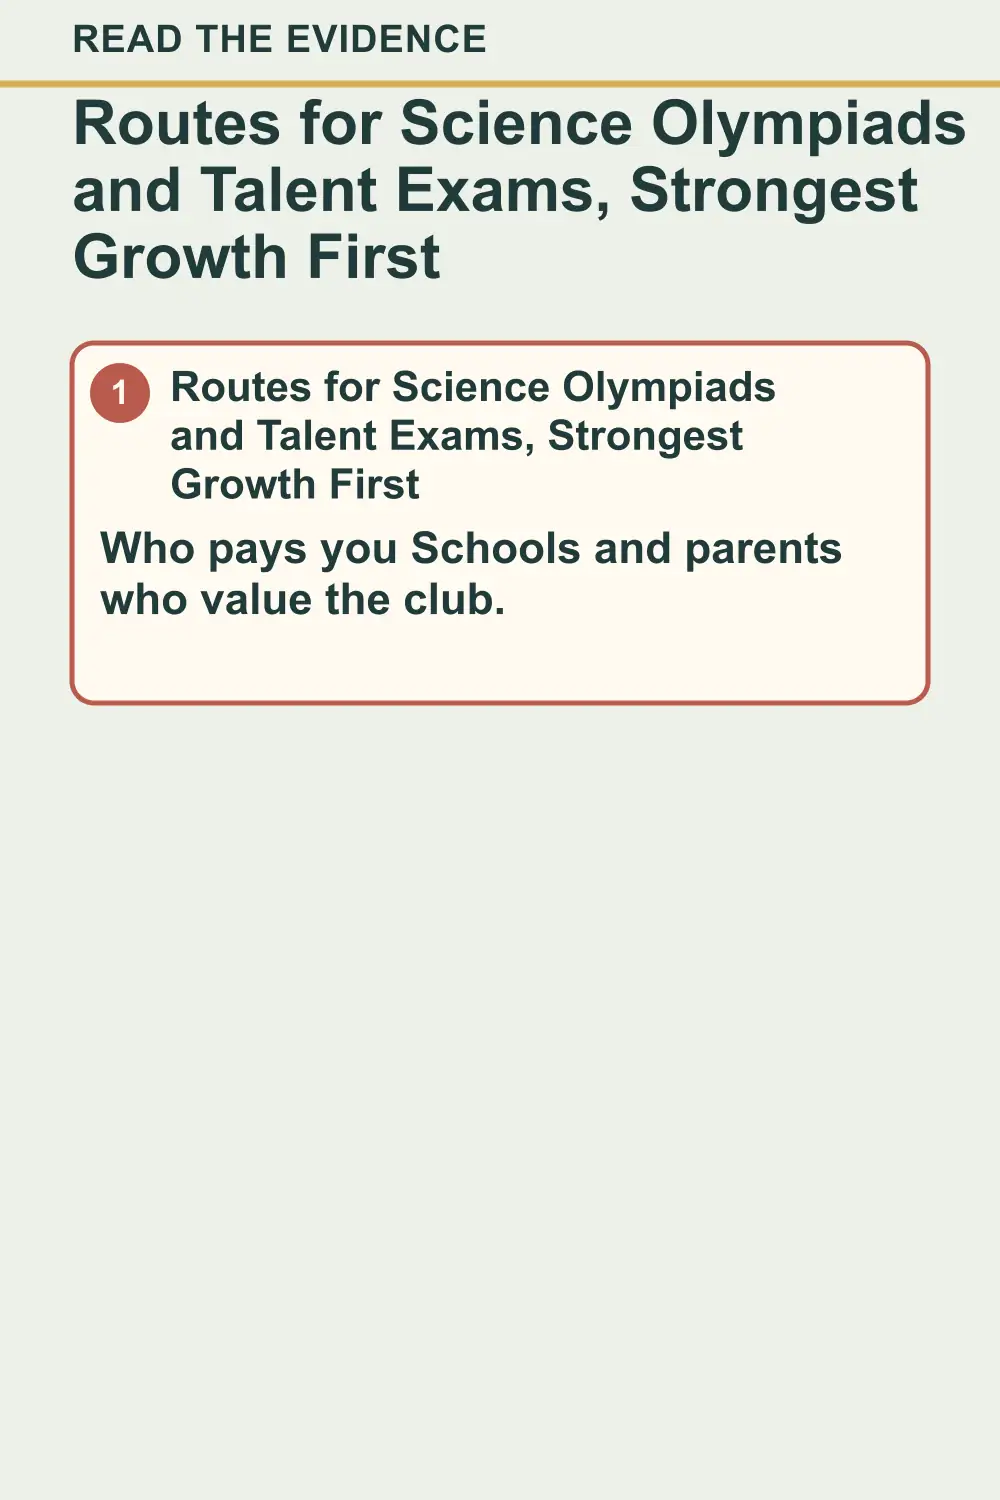 READ THE EVIDENCE
Routes for Science Olympiads
and Talent Exams, Strongest
Growth First
1
Routes for Science Olympiads
and Talent Exams, Strongest
Growth First
Who pays you Schools and parents
who value the club.